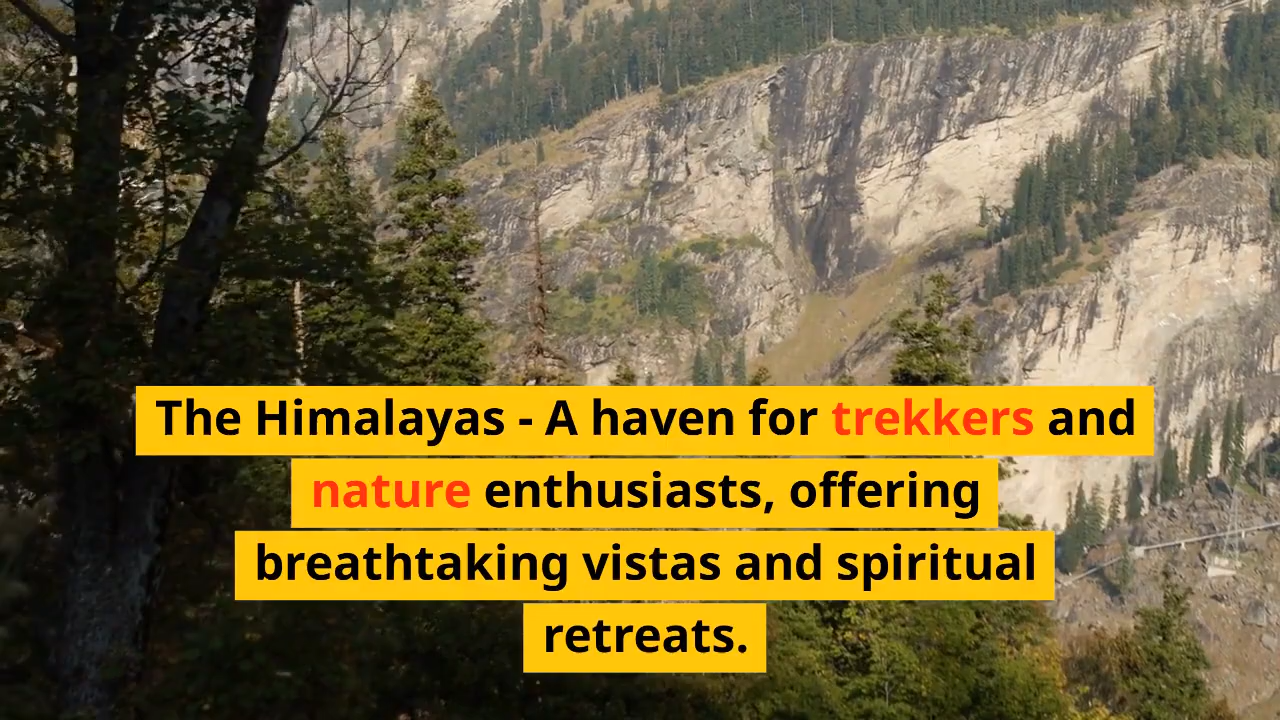 The Himalayas - A haven for trekkers and
nature enthusiasts, offering
breathtaking vistas and spiritual
retreats.